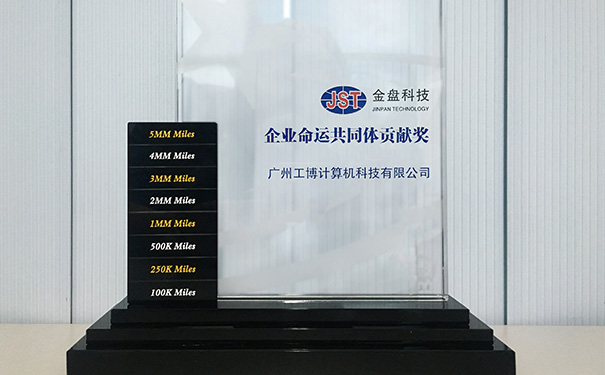 JST 金盘科技
JINPAN TECHNOLOGY
企业命运共同体贡献奖
广州工博计算机科技有限公司
5MM Miles
4MM Miles
3MM Miles
2MM Miles
1MM Miles
500K Miles
250K Miles
100K Miles